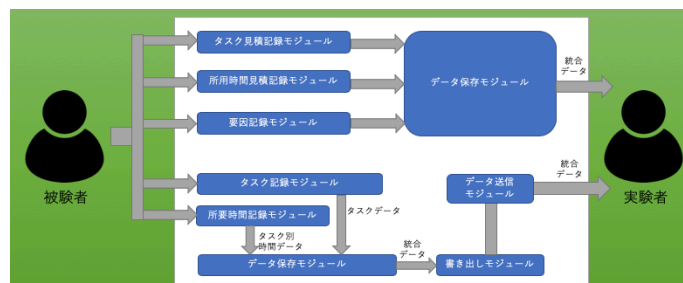 タスク見積記録モジュール
所用時間見積記録モジュール
要因記録モジュール
データ保存モジュール
統合
データ
被験者
実験者
タスク記録モジュール
所要時間記録モジュール
タスクデータ
タスク別
時間データ
データ保存モジュール
統合
データ
書き出しモジュール
データ送信
モジュール
統合
データ